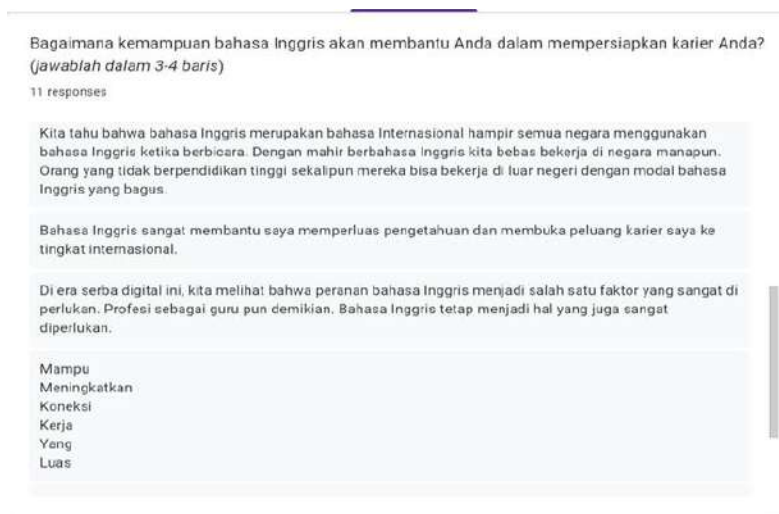 Bagaimana kemampuan bahasa Inggris akan membantu Anda dalam mempersiapkan karier Anda?
(jawablah dalam 3-4 baris)
11 responses
Kita tahu bahwa bahasa Inggris merupakan bahasa Internasional hampir semua negara menggunakan
bahasa Inggris ketika berbicara. Dengan mahir berbahasa Inggris kita bebas bekerja di negara manapun.
Orang yang tidak berpendidikan tinggi sekalipun mereka bisa bekerja di luar negeri dengan modal bahasa
Inggris yang bagus
Bahasa Inggris sangat membantu saya memperluas pengetahuan dan membuka peluang karier saya ke
tingkat internasional.
Di era serba digital ini, kita melihat bahwa peranan bahasa Inggris menjadi salah satu faktor yang sangat di
perlukan. Profesi sebagai guru pun demikian. Bahasa Inggris tetap menjadi hal yang juga sangat
diperlukan.
Mampu
Meningkatkan
Koneksi
Kerja
Yang
Luas